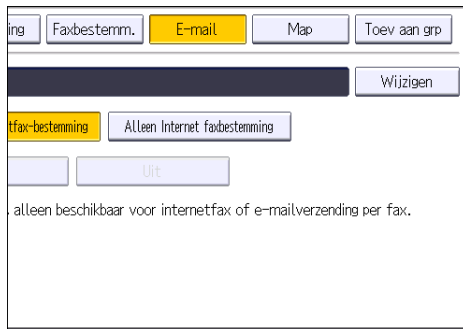 ing Faxbestemm. E-mail Map Toev aan grp
Wijzigen
tfax-bestemming Alleen Internet faxbestemming
Uit
alleen beschikbaar voor internetfax of e-mailverzending per fax.